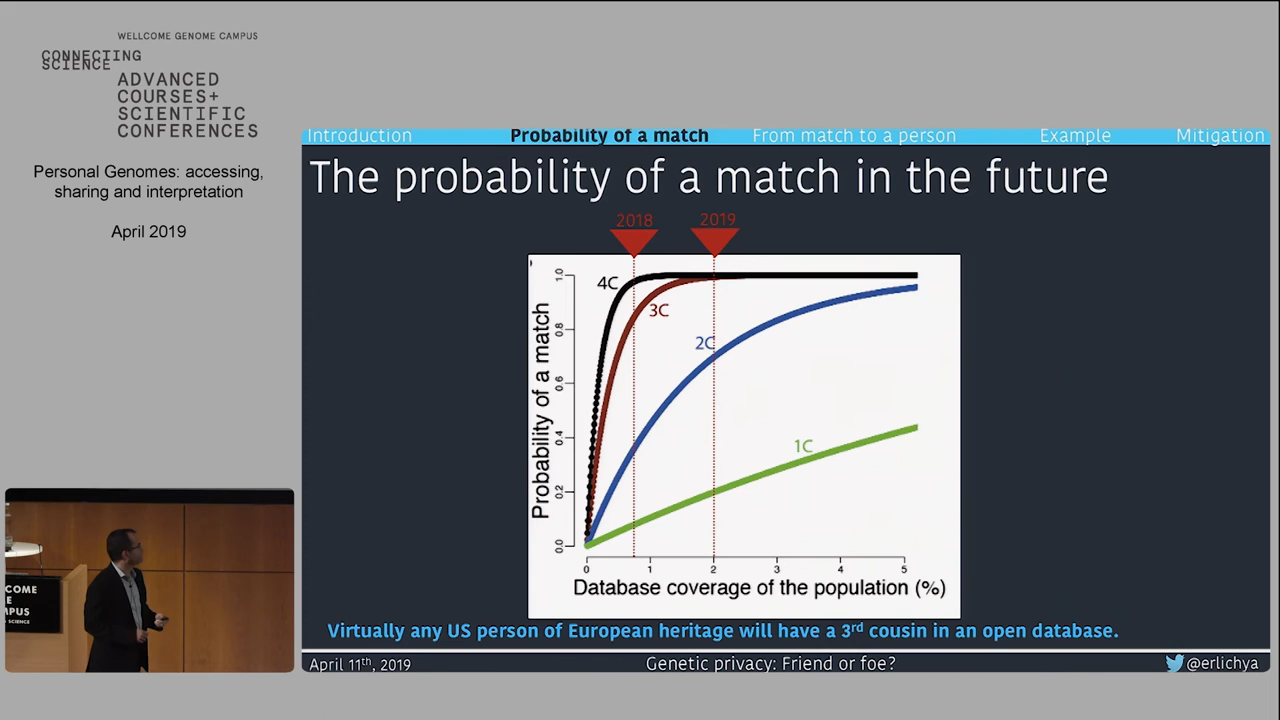 WELLCOME GENOME CAMPUS
CONNECTING
SCIENCE
ADVANCED
COURSES+
SCIENTIFIC
CONFERENCES
Personal Genomes: accessing,
sharing and interpretation
April 2019
Introduction Probability of a match From match to a person Example Mitigation
The probability of a match in the future
2018 2019
4C
3C
2C
1C
Probability of a match
1.0
0.8
0.6
0.4
0.2
0.0
0 1 2 3 4 5
Database coverage of the population (%)
Virtually any US person of European heritage will have a 3rd cousin in an open database.
April 11th, 2019 Genetic privacy: Friend or foe? @erlichya
COME
E
MPUS
SCIENCE